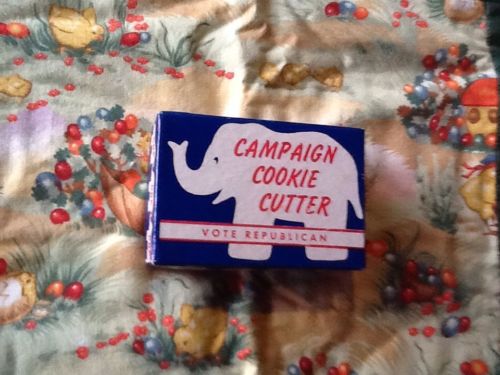 CAMPAIGN
COOKIE
CUTTER
VOTE REPUBLICAN